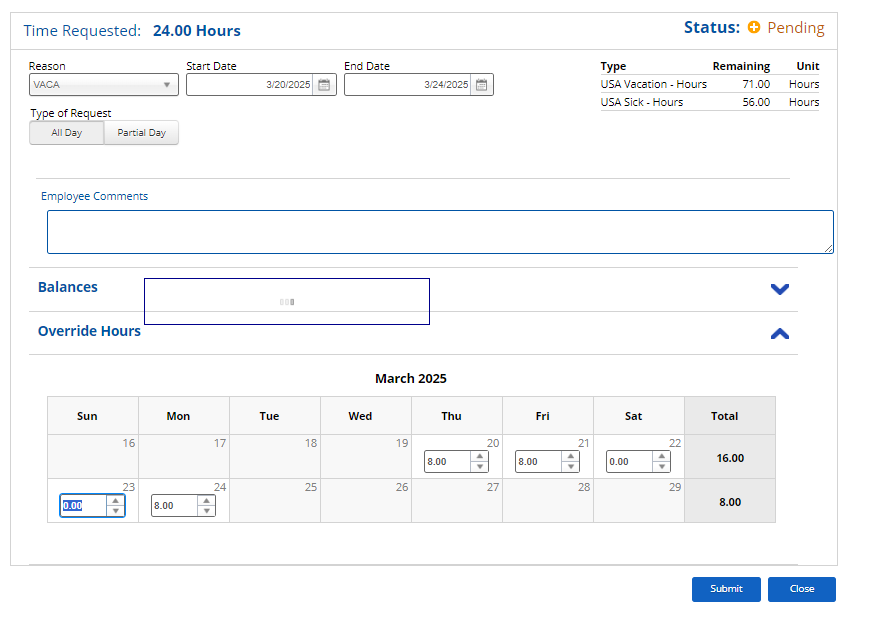 Time Requested: 24.00 Hours
Status: Pending
Reason Start Date End Date
VACA 3/20/2025 3/24/2025
Type of Request
All Day Partial Day
Type Remaining Unit
USA Vacation - Hours 71.00 Hours
USA Sick - Hours 56.00 Hours
Employee Comments
Balances
Override Hours
March 2025
Sun Mon Tue Wed Thu Fri Sat Total
16 17 18 19 20 21 22
8.00 8.00 0.00 16.00
23 24 25 26 27 28 29
0.00 8.00 8.00
Submit Close